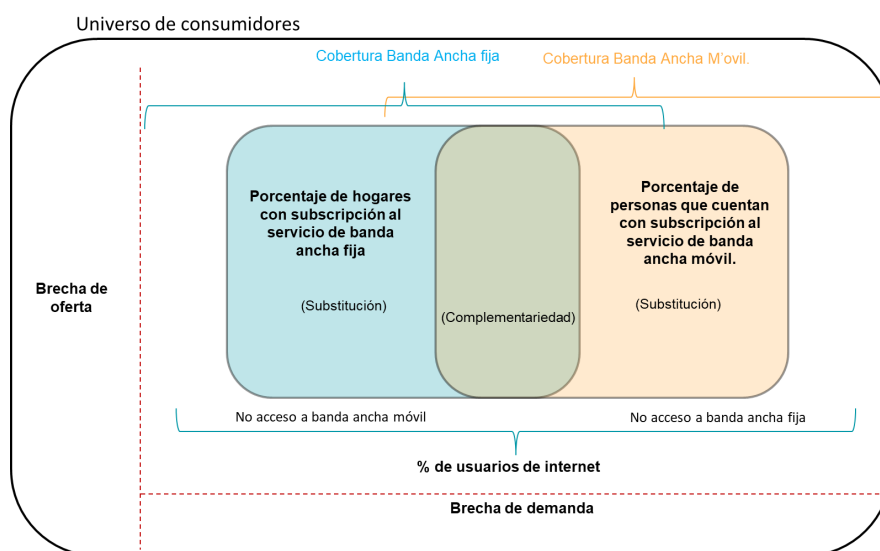 Universo de consumidores
Cobertura Banda Ancha fija
Cobertura Banda Ancha M'ovil.
Porcentaje de hogares
con subscripción al
servicio de banda
ancha fija
Porcentaje de
personas que cuentan
con subscripción al
servicio de banda
ancha móvil.
Brecha de
oferta
(Substitución)
(Complementariedad)
(Substitución)
No acceso a banda ancha móvil
No acceso a banda ancha fija
% de usuarios de internet
Brecha de demanda